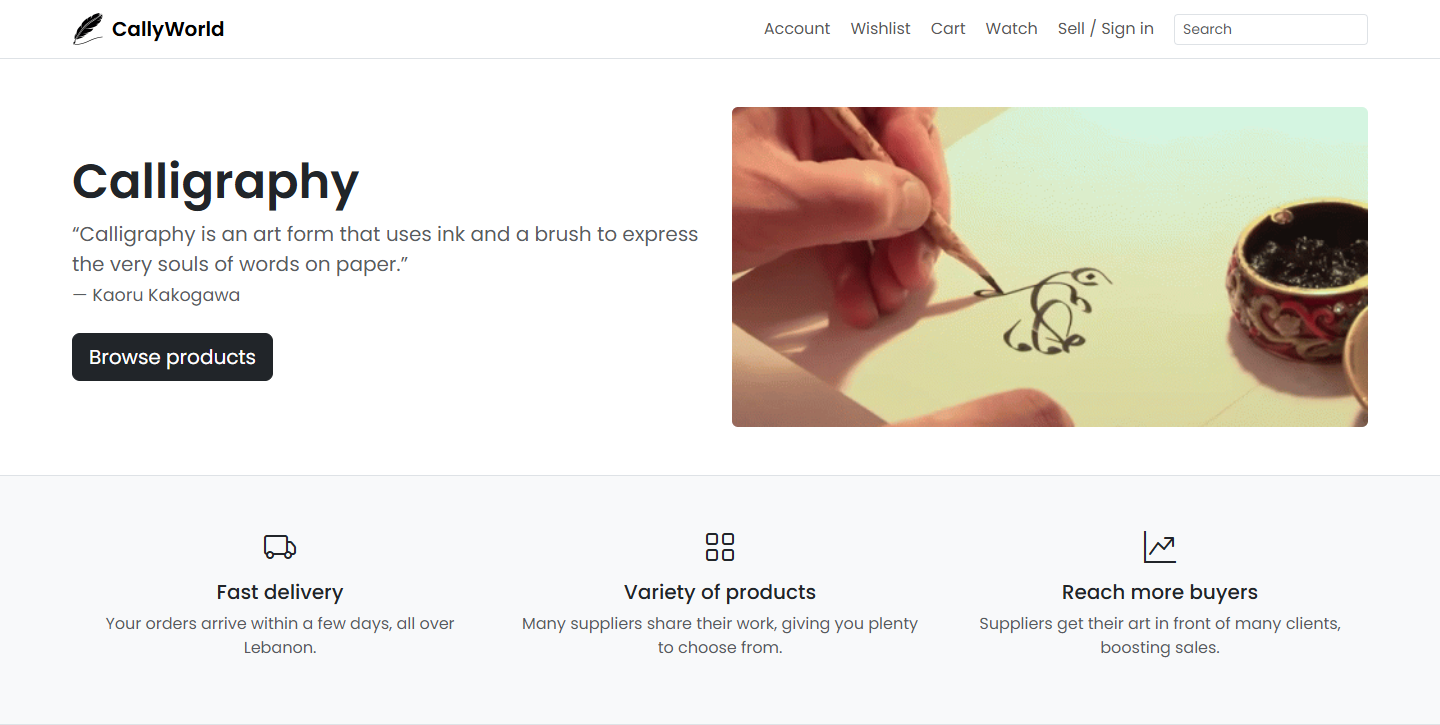 CallyWorld
Account Wishlist Cart Watch Sell / Sign in Search
Calligraphy
“Calligraphy is an art form that uses ink and a brush to express
the very souls of words on paper.”
— Kaoru Kakogawa
Browse products
Fast delivery
Your orders arrive within a few days, all over
Lebanon.
Variety of products
Many suppliers share their work, giving you plenty
to choose from.
Reach more buyers
Suppliers get their art in front of many clients,
boosting sales.